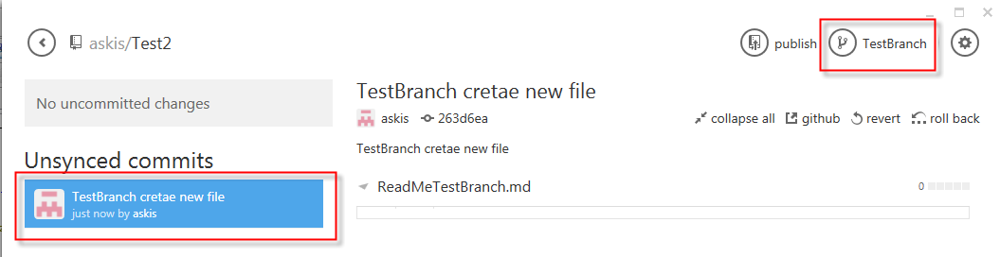 askis/Test2
publish
TestBranch
No uncommitted changes
Unsynced commits
TestBranch cretae new file
just now by askis
TestBranch cretae new file
askis 263d6ea
collapse all github revert roll back
TestBranch cretae new file
ReadMeTestBranch.md
0